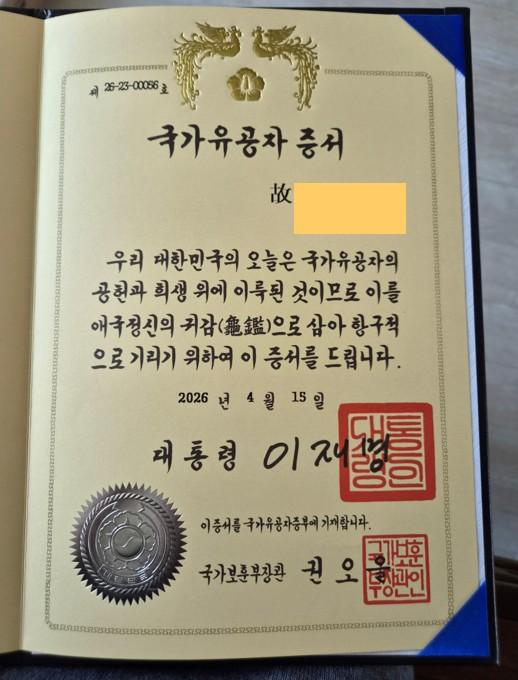 제 26-23-00056 호
국가유공자 증서
故
우리 대한민국의 오늘은 국가유공자의
공헌과 희생 위에 이룩된 것이므로 이를
애국정신의 귀감(龜鑑)으로 삼아 항구적
으로 기리기 위하여 이 증서를 드립니다.
2026 년 4 월 15 일
대통령 이재명
대통령의
이 증서를 국가유공자증부에 기재합니다.
국가보훈부장관 권오을
국가보훈부장관인